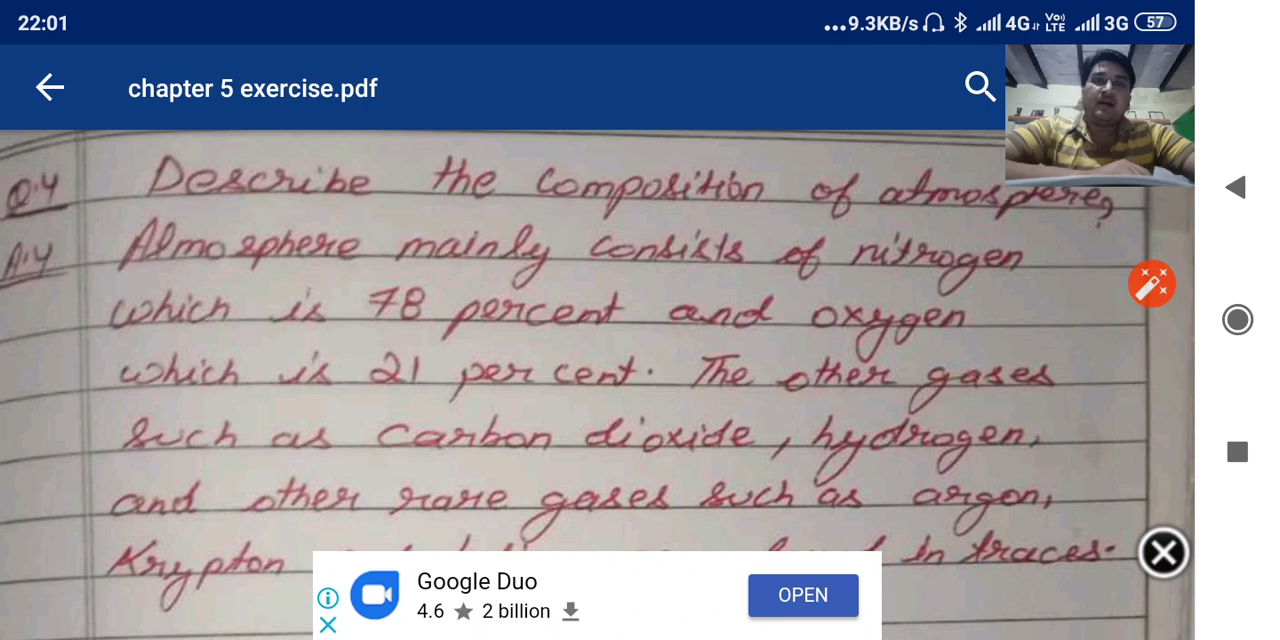 22:01
...9.3KB/s 4G VoLTE 3G 57
chapter 5 exercise.pdf
Q.4 Describe the composition of atmospere?
A.4 Atmosphere mainly consists of nitrogen
which is 78 percent and oxygen
which is 21 per cent. The other gases
such as carbon dioxide, hydrogen,
and other rare gases such as argon,
Krypton in traces.
Google Duo
4.6 ★ 2 billion
OPEN